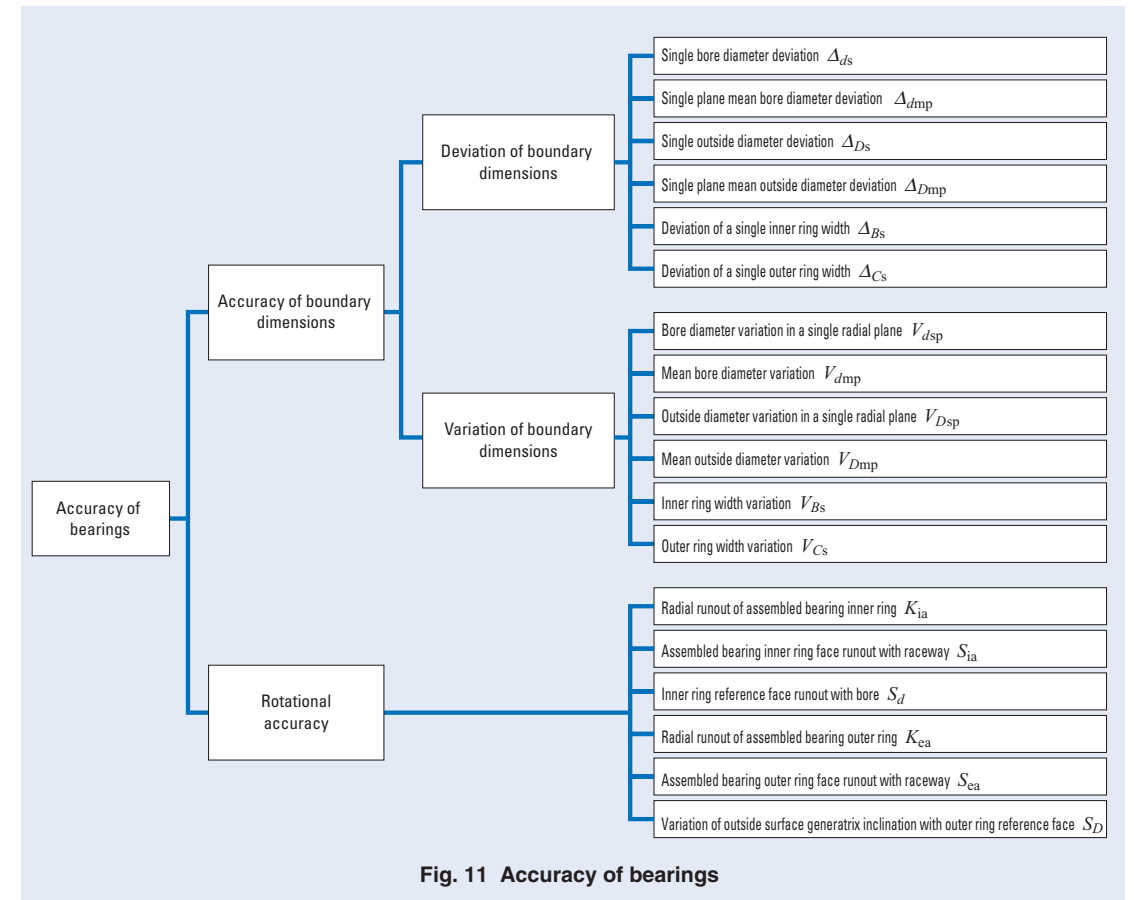 Accuracy of
bearings
Accuracy of boundary
dimensions
Deviation of boundary
dimensions
Single bore diameter deviation Δds
Single plane mean bore diameter deviation Δdmp
Single outside diameter deviation ΔDs
Single plane mean outside diameter deviation ΔDmp
Deviation of a single inner ring width ΔBs
Deviation of a single outer ring width ΔCs
Variation of boundary
dimensions
Bore diameter variation in a single radial plane Vdsp
Mean bore diameter variation Vdmp
Outside diameter variation in a single radial plane VDsp
Mean outside diameter variation VDmp
Inner ring width variation VBs
Outer ring width variation VCs
Rotational
accuracy
Radial runout of assembled bearing inner ring Kia
Assembled bearing inner ring face runout with raceway Sia
Inner ring reference face runout with bore Sd
Radial runout of assembled bearing outer ring Kea
Assembled bearing outer ring face runout with raceway Sea
Variation of outside surface generatrix inclination with outer ring reference face SD
Fig. 11 Accuracy of bearings